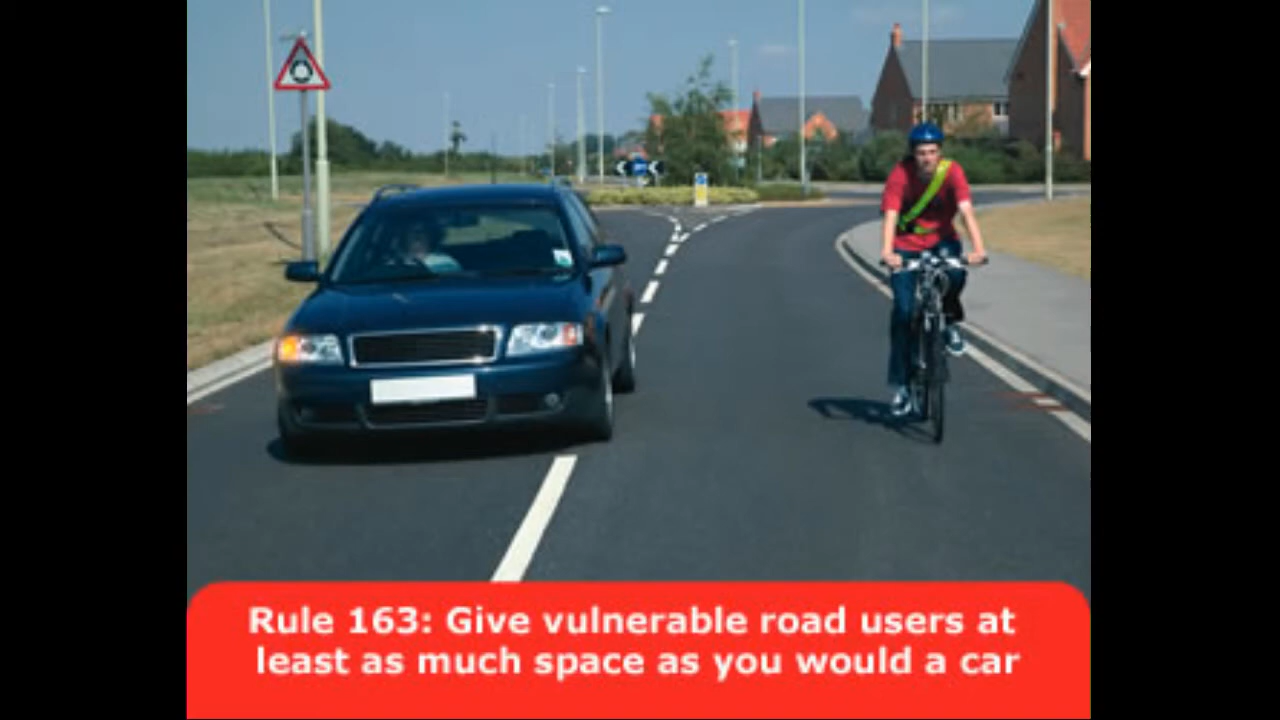 Rule 163: Give vulnerable road users at
least as much space as you would a car